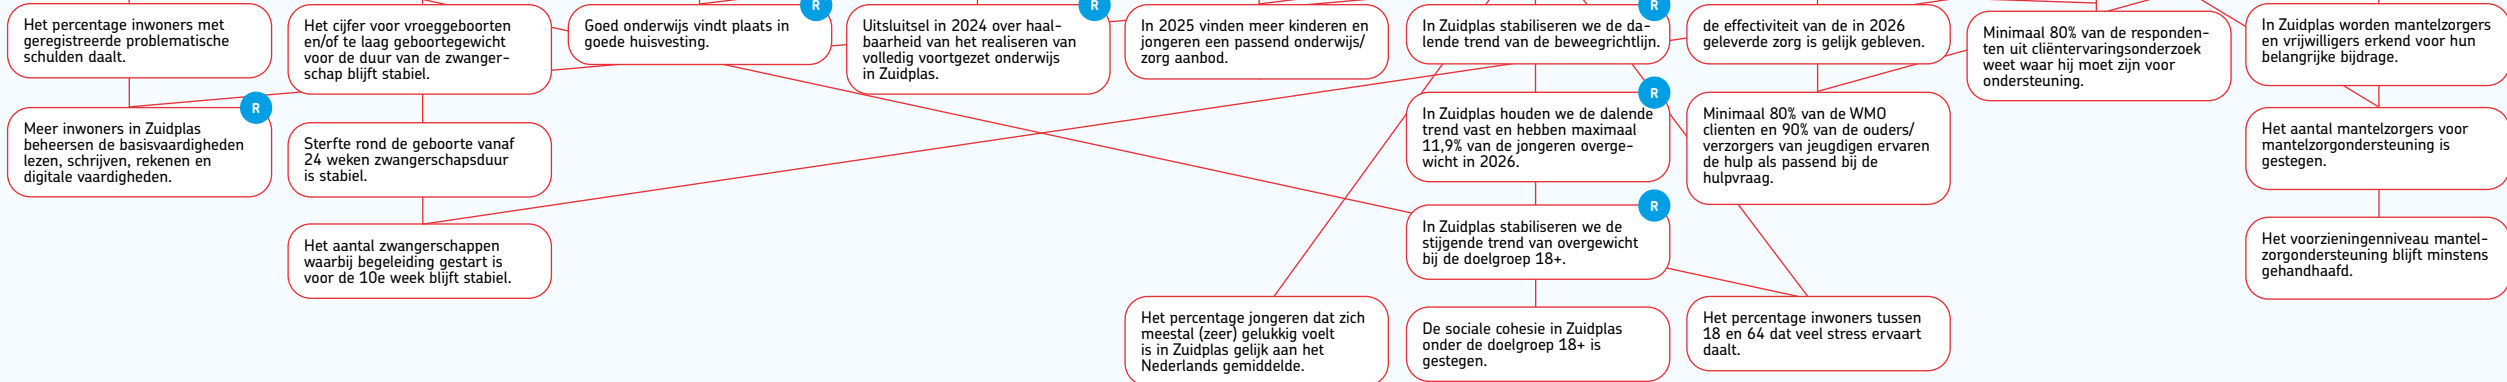 Het percentage inwoners met
geregistreerde problematische
schulden daalt.
R
Meer inwoners in Zuidplas
beheersen de basisvaardigheden
lezen, schrijven, rekenen en
digitale vaardigheden.
Het cijfer voor vroeggeboorten
en/of te laag geboortegewicht
voor de duur van de zwanger-
schap blijft stabiel.
Sterfte rond de geboorte vanaf
24 weken zwangerschapsduur
is stabiel.
Het aantal zwangerschappen
waarbij begeleiding gestart is
voor de 10e week blijft stabiel.
R
Goed onderwijs vindt plaats in
goede huisvesting.
R
Uitsluitsel in 2024 over haal-
baarheid van het realiseren van
volledig voortgezet onderwijs
in Zuidplas.
In 2025 vinden meer kinderen en
jongeren een passend onderwijs/
zorg aanbod.
Het percentage jongeren dat zich
meestal (zeer) gelukkig voelt
is in Zuidplas gelijk aan het
Nederlands gemiddelde.
R
In Zuidplas stabiliseren we de da-
lende trend van de beweegrichtlijn.
R
In Zuidplas houden we de dalende
trend vast en hebben maximaal
11,9% van de jongeren overge-
wicht in 2026.
R
In Zuidplas stabiliseren we de
stijgende trend van overgewicht
bij de doelgroep 18+.
De sociale cohesie in Zuidplas
onder de doelgroep 18+ is
gestegen.
de effectiviteit van de in 2026
geleverde zorg is gelijk gebleven.
Minimaal 80% van de WMO
clienten en 90% van de ouders/
verzorgers van jeugdigen ervaren
de hulp als passend bij de
hulpvraag.
Het percentage inwoners tussen
18 en 64 dat veel stress ervaart
daalt.
Minimaal 80% van de responden-
ten uit cliëntervaringsonderzoek
weet waar hij moet zijn voor
ondersteuning.
In Zuidplas worden mantelzorgers
en vrijwilligers erkend voor hun
belangrijke bijdrage.
Het aantal mantelzorgers voor
mantelzorgondersteuning is
gestegen.
Het voorzieningenniveau mantel-
zorgondersteuning blijft minstens
gehandhaafd.